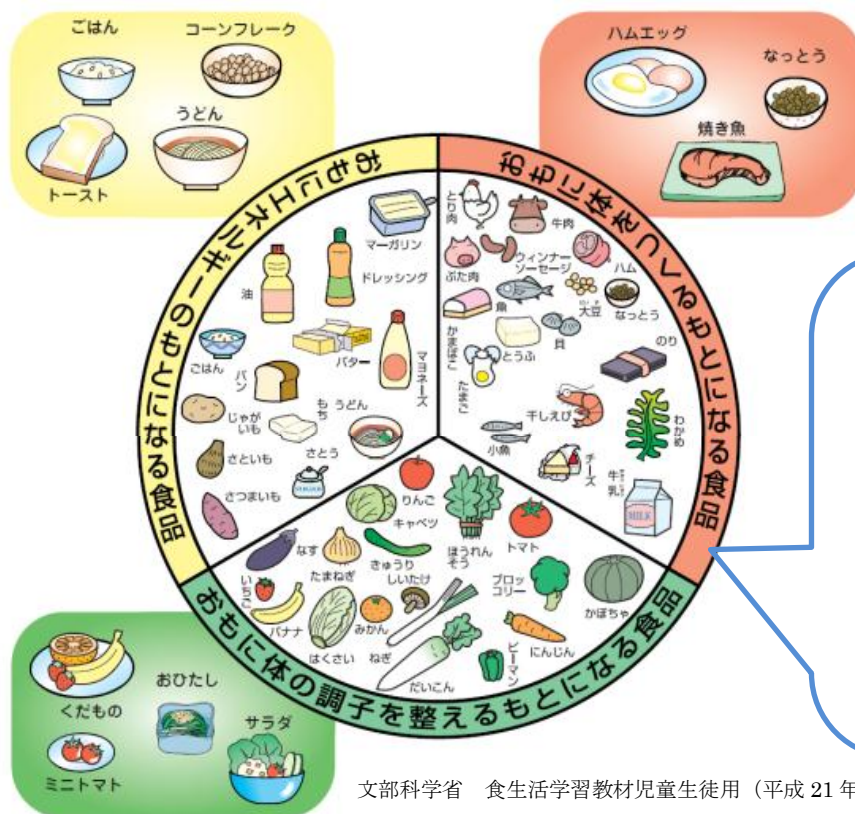 ごはん
コーンフレーク
うどん
トースト
ハムエッグ
なっとう
焼き魚
おもにエネルギーのもとになる食品
おもに体をつくるもとになる食品
おもに体の調子を整えるもとになる食品
マーガリン
ドレッシング
油
バター
マヨネーズ
ごはん
パン
じゃがいも
もち
うどん
さといも
さとう
さつまいも
とり肉
牛肉
ぶた肉
ウィンナー
ソーセージ
ハム
魚
大豆
なっとう
かまぼこ
とうふ
貝
のり
たまご
干しえび
わかめ
小魚
チーズ
牛乳
MILK
りんご
キャベツ
ほうれん
そう
トマト
なす
たまねぎ
きゅうり
しいたけ
ブロッ
コリー
かぼちゃ
いちご
バナナ
はくさい
みかん
ねぎ
だいこん
ピーマン
にんじん
くだもの
おひたし
サラダ
ミニトマト
文部科学省　食生活学習教材児童生徒用（平成 21 年